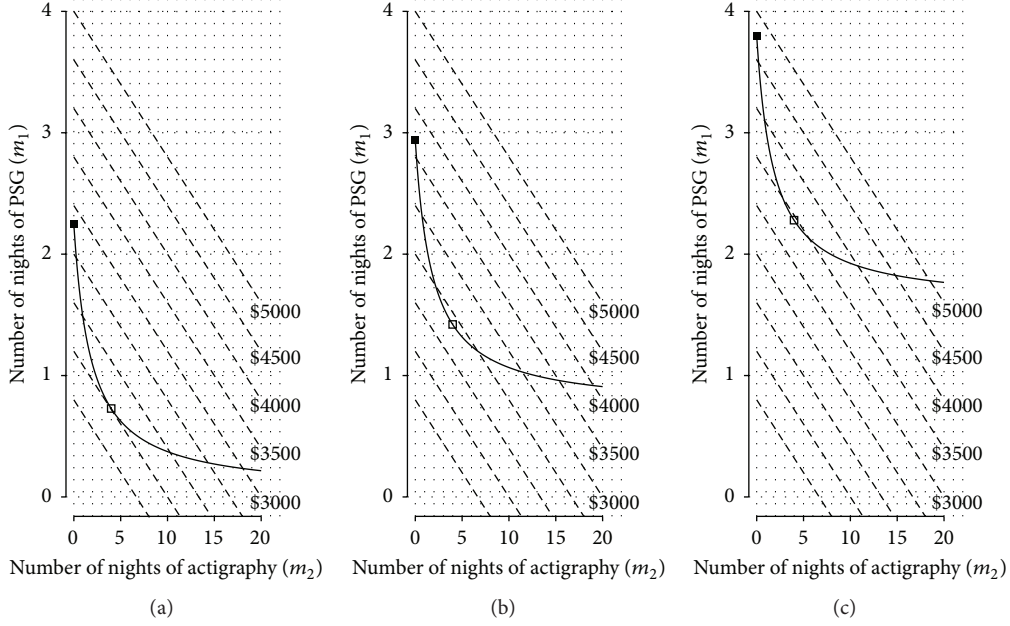 4
3
2
1
0
Number of nights of PSG (m1)
$5000
$4500
$4000
$3500
$3000
0 5 10 15 20
Number of nights of actigraphy (m2)
(a)
4
3
2
1
0
Number of nights of PSG (m1)
$5000
$4500
$4000
$3500
$3000
0 5 10 15 20
Number of nights of actigraphy (m2)
(b)
4
3
2
1
0
Number of nights of PSG (m1)
$5000
$4500
$4000
$3500
$3000
0 5 10 15 20
Number of nights of actigraphy (m2)
(c)